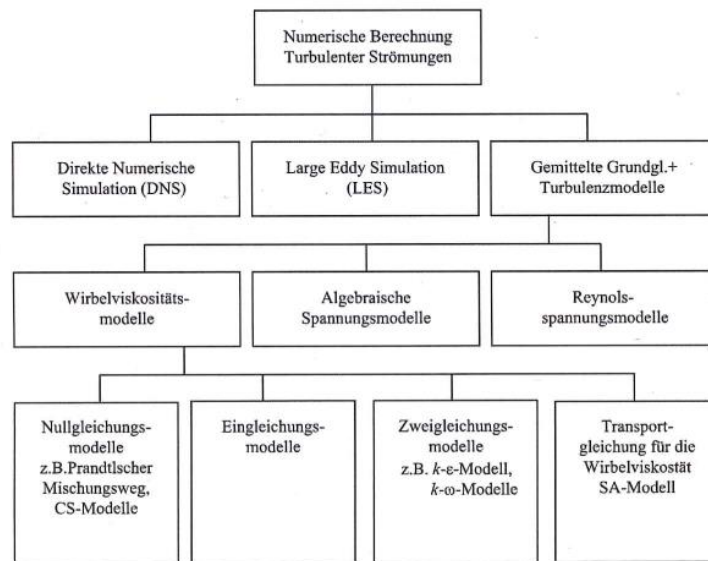 Numerische Berechnung
Turbulenter Strömungen
Direkte Numerische
Simulation (DNS)
Large Eddy Simulation
(LES)
Gemittelte Grundgl.+
Turbulenzmodelle
Wirbelviskositäts-
modelle
Algebraische
Spannungsmodelle
Reynols-
spannungsmodelle
Nullgleichungs-
modelle
z.B.Prandtlscher
Mischungsweg,
CS-Modelle
Eingleichungs-
modelle
Zweigleichungs-
modelle
z.B. k-ε-Modell,
k-ω-Modelle
Transport-
gleichung für die
Wirbelviskostät
SA-Modell